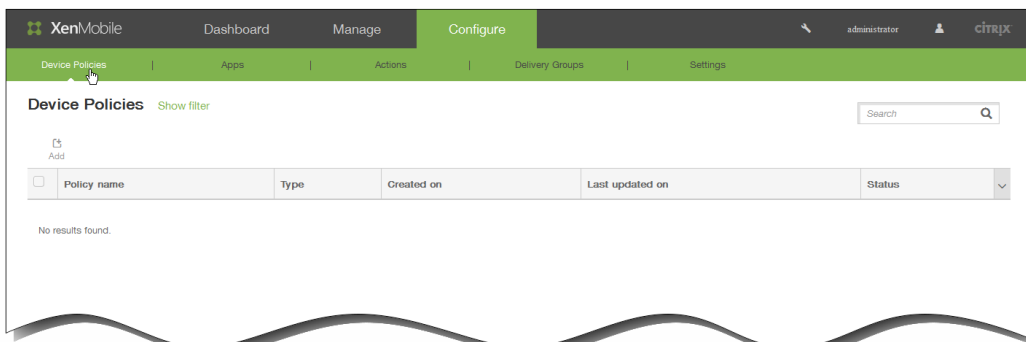 XenMobile Dashboard Manage Configure administrator CITRIX
Device Policies | Apps | Actions | Delivery Groups | Settings
Device Policies Show filter
Search
Add
Policy name Type Created on Last updated on Status
No results found.